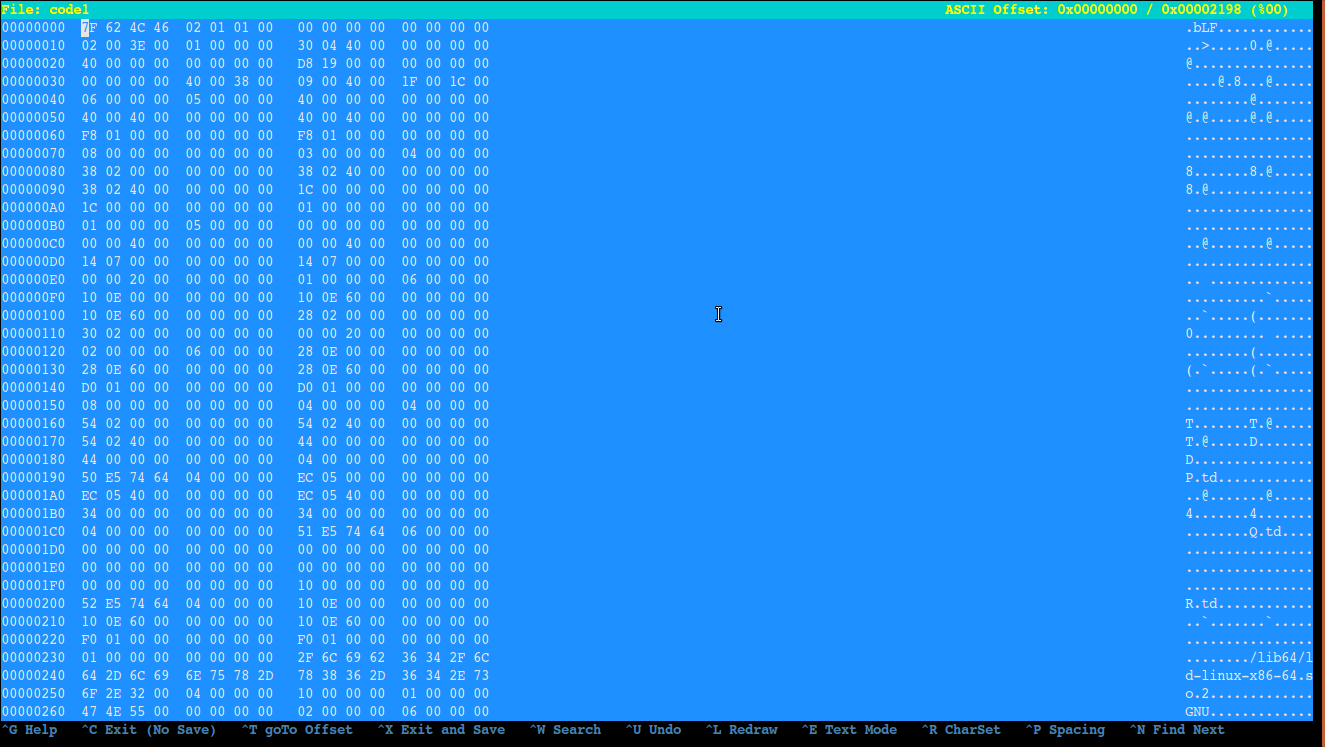 File: code1 ASCII Offset: 0x00000000 / 0x00002198 (%00)
00000000 7F 62 4C 46 02 01 01 00 00 00 00 00 00 00 00 00 .bLF............
00000010 02 00 3E 00 01 00 00 00 30 04 40 00 00 00 00 00 ..>.....0.@.....
00000020 40 00 00 00 00 00 00 00 D8 19 00 00 00 00 00 00 @...............
00000030 00 00 00 00 40 00 38 00 09 00 40 00 1F 00 1C 00 ....@.8...@.....
00000040 06 00 00 00 05 00 00 00 40 00 00 00 00 00 00 00 ........@.......
00000050 40 00 40 00 00 00 00 00 40 00 40 00 00 00 00 00 @.@.....@.@.....
00000060 F8 01 00 00 00 00 00 00 F8 01 00 00 00 00 00 00 ................
00000070 08 00 00 00 00 00 00 00 03 00 00 00 04 00 00 00 ................
00000080 38 02 00 00 00 00 00 00 38 02 40 00 00 00 00 00 8.......8.@.....
00000090 38 02 40 00 00 00 00 00 1C 00 00 00 00 00 00 00 8.@.............
000000A0 1C 00 00 00 00 00 00 00 01 00 00 00 00 00 00 00 ................
000000B0 01 00 00 00 05 00 00 00 00 00 00 00 00 00 00 00 ................
000000C0 00 00 40 00 00 00 00 00 00 00 40 00 00 00 00 00 ..@.......@.....
000000D0 14 07 00 00 00 00 00 00 14 07 00 00 00 00 00 00 ................
000000E0 00 00 20 00 00 00 00 00 01 00 00 00 06 00 00 00 .. .............
000000F0 10 0E 00 00 00 00 00 00 10 0E 60 00 00 00 00 00 ..........`.....
00000100 10 0E 60 00 00 00 00 00 28 02 00 00 00 00 00 00 ..`.....(.......
00000110 30 02 00 00 00 00 00 00 00 00 20 00 00 00 00 00 0......... .....
00000120 02 00 00 00 06 00 00 00 28 0E 00 00 00 00 00 00 ........(.......
00000130 28 0E 60 00 00 00 00 00 28 0E 60 00 00 00 00 00 (.`.....(.`.....
00000140 D0 01 00 00 00 00 00 00 D0 01 00 00 00 00 00 00 ................
00000150 08 00 00 00 00 00 00 00 04 00 00 00 04 00 00 00 ................
00000160 54 02 00 00 00 00 00 00 54 02 40 00 00 00 00 00 T.......T.@.....
00000170 54 02 40 00 00 00 00 00 44 00 00 00 00 00 00 00 T.@.....D.......
00000180 44 00 00 00 00 00 00 00 04 00 00 00 00 00 00 00 D...............
00000190 50 E5 74 64 04 00 00 00 EC 05 00 00 00 00 00 00 P.td............
000001A0 EC 05 40 00 00 00 00 00 EC 05 40 00 00 00 00 00 ..@.......@.....
000001B0 34 00 00 00 00 00 00 00 34 00 00 00 00 00 00 00 4.......4.......
000001C0 04 00 00 00 00 00 00 00 51 E5 74 64 06 00 00 00 ........Q.td....
000001D0 00 00 00 00 00 00 00 00 00 00 00 00 00 00 00 00 ................
000001E0 00 00 00 00 00 00 00 00 00 00 00 00 00 00 00 00 ................
000001F0 00 00 00 00 00 00 00 00 10 00 00 00 00 00 00 00 ................
00000200 52 E5 74 64 04 00 00 00 10 0E 00 00 00 00 00 00 R.td............
00000210 10 0E 60 00 00 00 00 00 10 0E 60 00 00 00 00 00 ..`.......`.....
00000220 F0 01 00 00 00 00 00 00 F0 01 00 00 00 00 00 00 ................
00000230 01 00 00 00 00 00 00 00 2F 6C 69 62 36 34 2F 6C ......../lib64/l
00000240 64 2D 6C 69 6E 75 78 2D 78 38 36 2D 36 34 2E 73 d-linux-x86-64.s
00000250 6F 2E 32 00 04 00 00 00 10 00 00 00 01 00 00 00 o.2.............
00000260 47 4E 55 00 00 00 00 00 02 00 00 00 06 00 00 00 GNU.............
^G Help ^C Exit (No Save) ^T goTo Offset ^X Exit and Save ^W Search ^U Undo ^L Redraw ^E Text Mode ^R CharSet ^P Spacing ^N Find Next